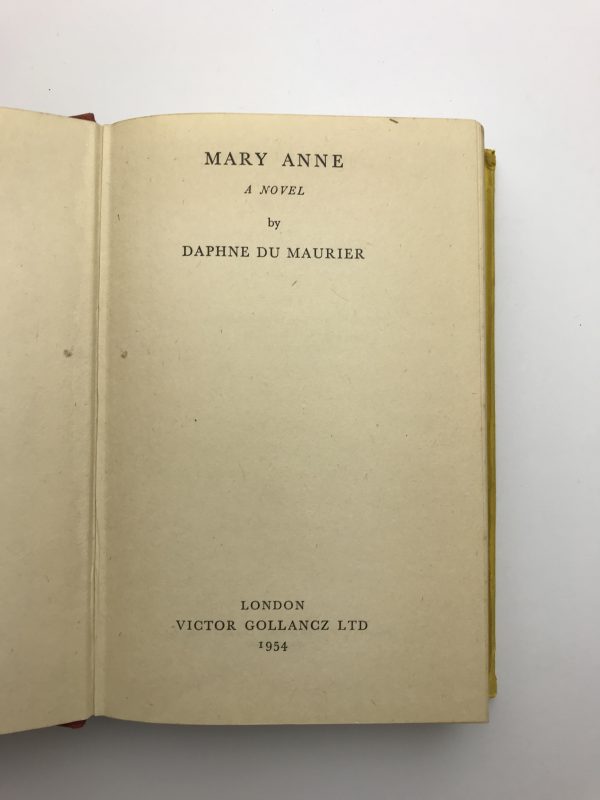 MARY ANNE
A NOVEL
by
DAPHNE DU MAURIER
LONDON
VICTOR GOLLANCZ LTD
1954